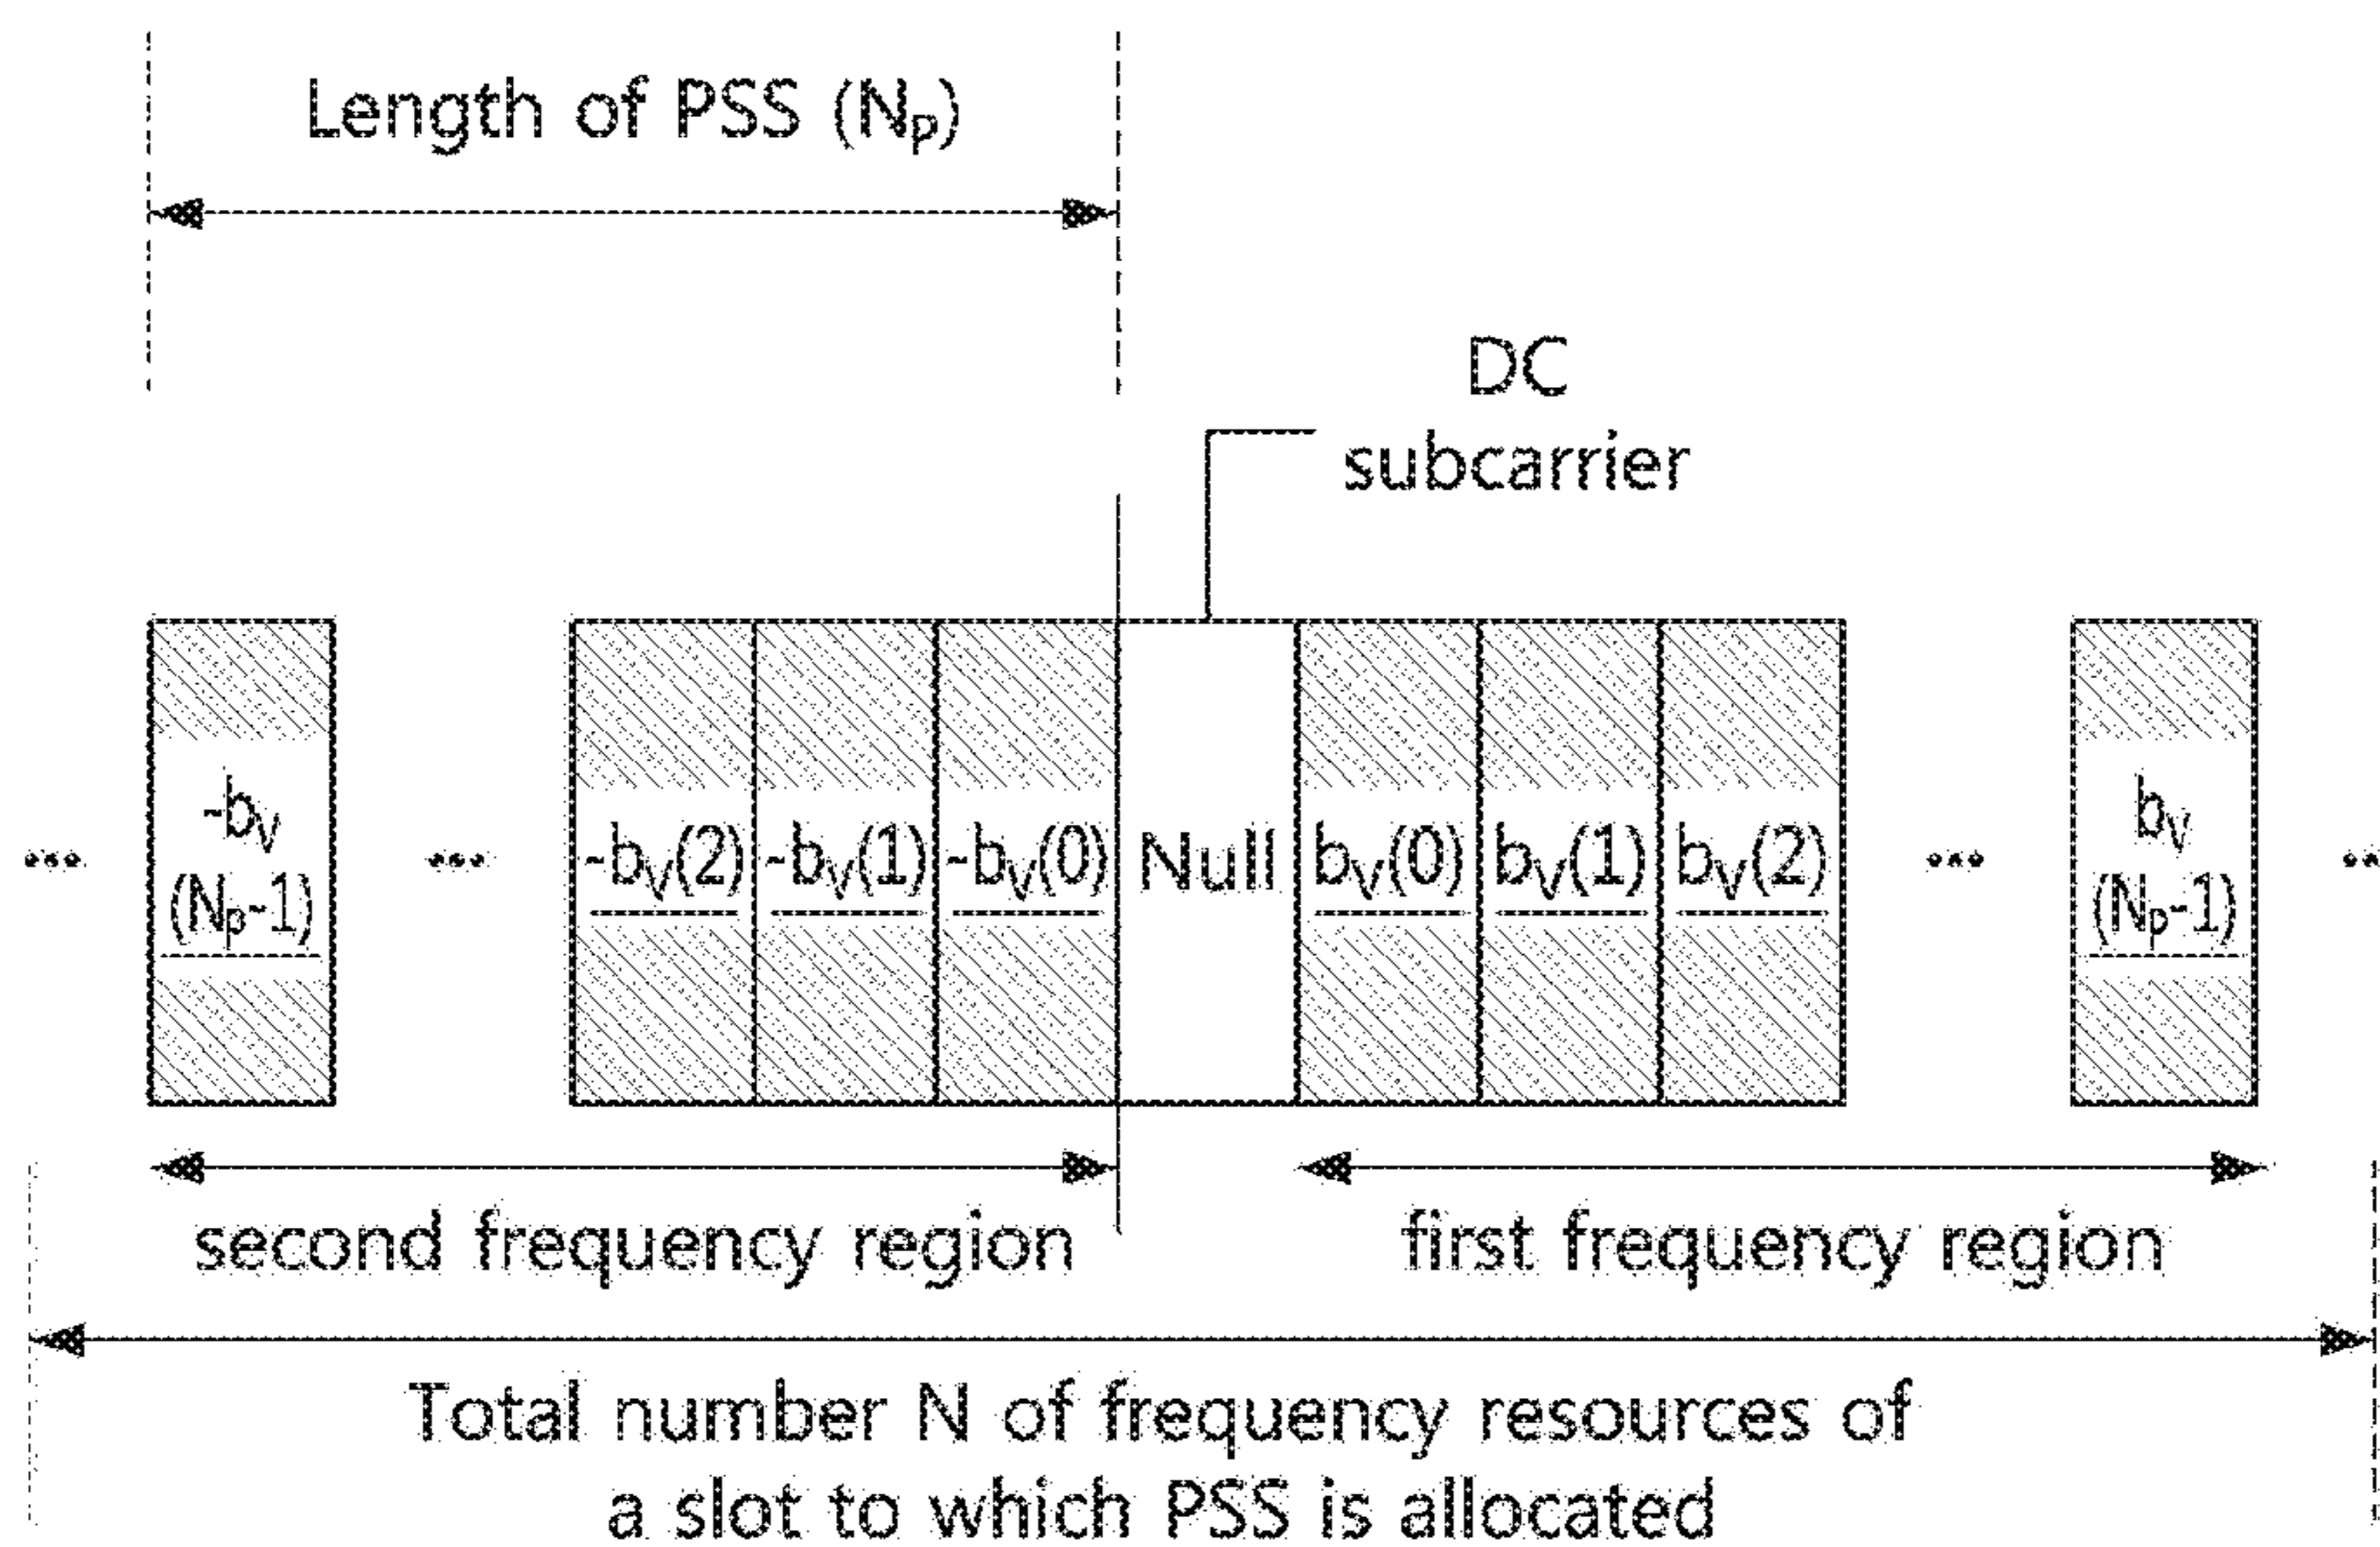 Length of PSS (Np)
DC
subcarrier
... -bV (Np-1) ... -bV(2) -bV(1) -bV(0) Null bV(0) bV(1) bV(2) ... bV (Np-1) ...
second frequency region first frequency region
Total number N of frequency resources of
a slot to which PSS is allocated